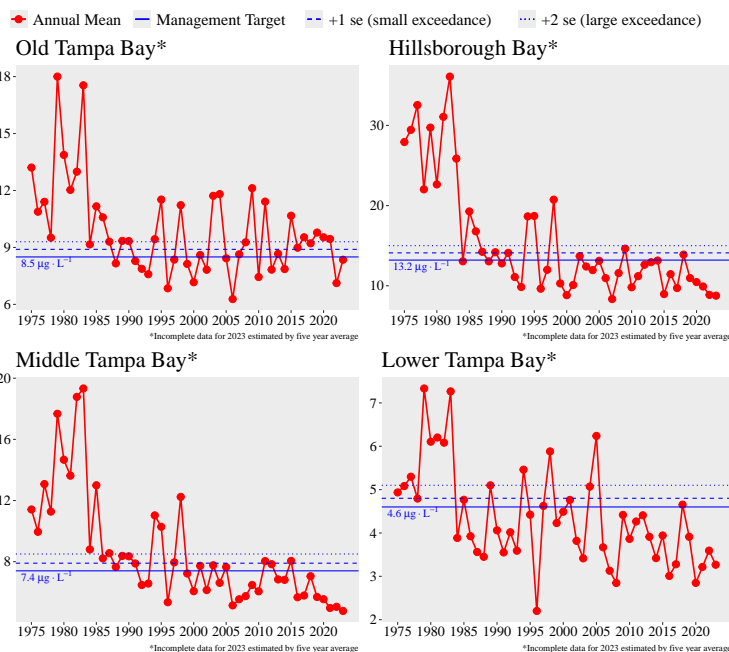 Annual Mean Management Target +1 se (small exceedance) +2 se (large exceedance)
Old Tampa Bay*
18
15
12
9
6
8.5 μg · L⁻¹
1975 1980 1985 1990 1995 2000 2005 2010 2015 2020
*Incomplete data for 2023 estimated by five year average
Hillsborough Bay*
30
20
10
13.2 μg · L⁻¹
1975 1980 1985 1990 1995 2000 2005 2010 2015 2020
*Incomplete data for 2023 estimated by five year average
Middle Tampa Bay*
20
16
12
8
7.4 μg · L⁻¹
1975 1980 1985 1990 1995 2000 2005 2010 2015 2020
*Incomplete data for 2023 estimated by five year average
Lower Tampa Bay*
7
6
5
4
3
2
4.6 μg · L⁻¹
1975 1980 1985 1990 1995 2000 2005 2010 2015 2020
*Incomplete data for 2023 estimated by five year average